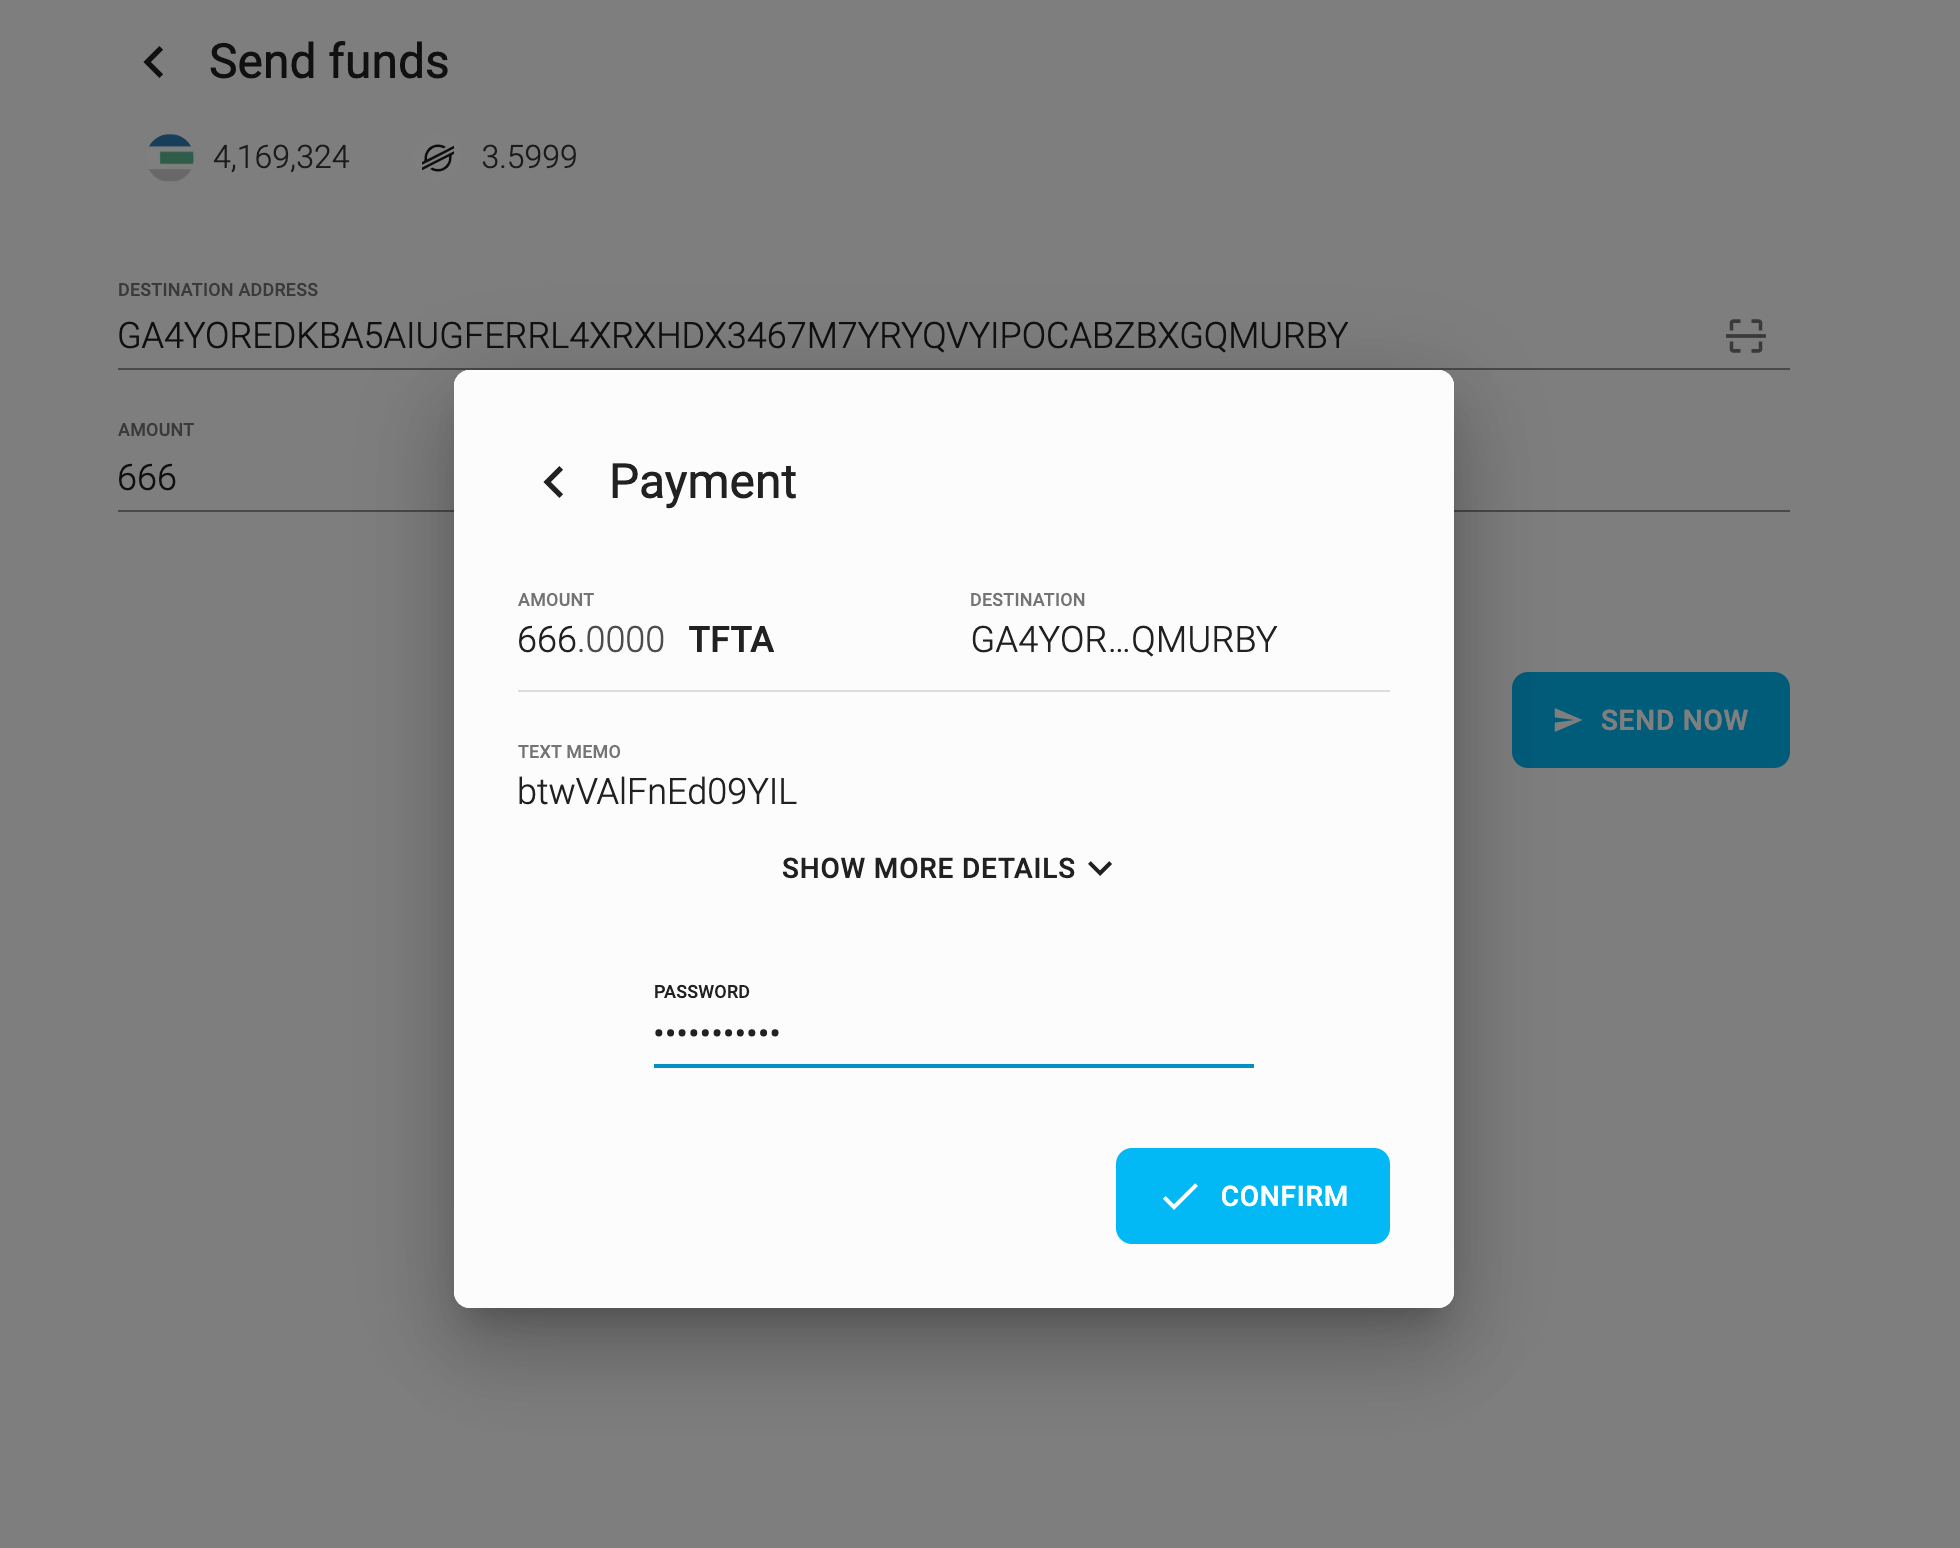 Send funds
4,169,324 3.5999
DESTINATION ADDRESS
GA4YOREDKBA5AIUGFERRL4XRXHDX3467M7YRYQVYIPOCABZBXGQMURBY
AMOUNT
666
Payment
AMOUNT DESTINATION
666.0000 TFTA GA4YOR...QMURBY
SEND NOW
TEXT MEMO
btwVAlFnEd09YIL
SHOW MORE DETAILS
PASSWORD
•••••••••••
CONFIRM